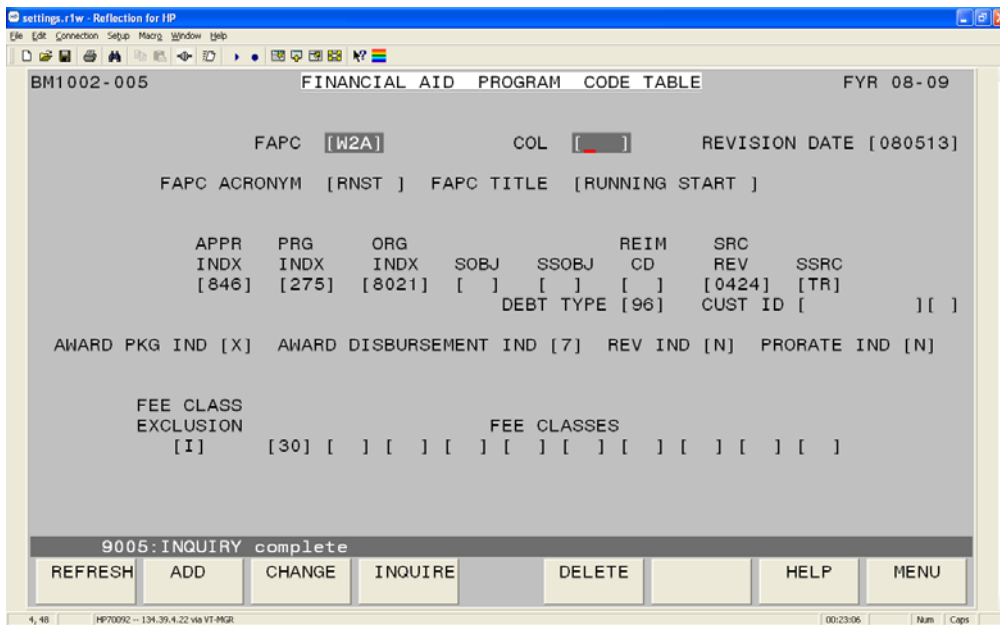 settings.r1w - Reflection for HP
File Edit Connection Setup Macro Window Help
BM1002-005 FINANCIAL AID PROGRAM CODE TABLE FYR 08-09
FAPC [W2A] COL [_ ] REVISION DATE [080513]
FAPC ACRONYM [RNST ] FAPC TITLE [RUNNING START ]
APPR PRG ORG REIM SRC
INDX INDX INDX SOBJ SSOBJ CD REV SSRC
[846] [275] [8021] [ ] [ ] [ ] [0424] [TR]
DEBT TYPE [96] CUST ID [ ][ ]
AWARD PKG IND [X] AWARD DISBURSEMENT IND [7] REV IND [N] PRORATE IND [N]
FEE CLASS
EXCLUSION FEE CLASSES
[I] [30] [ ] [ ] [ ] [ ] [ ] [ ] [ ] [ ] [ ]
9005:INQUIRY complete
REFRESH ADD CHANGE INQUIRE DELETE HELP MENU
4, 48 HP70092 -- 134.39.4.22 via VT-MGR 00:23:06 Num Caps